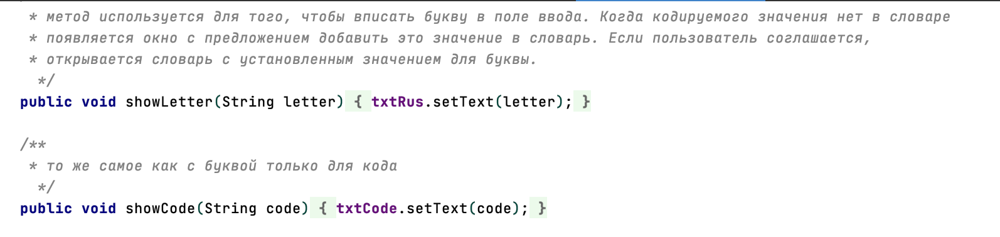 * метод используется для того, чтобы вписать букву в поле ввода. Когда кодируемого значения нет в словаре
* появляется окно с предложением добавить это значение в словарь. Если пользователь соглашается,
* открывается словарь с установленным значением для буквы.
*/
public void showLetter(String letter) { txtRus.setText(letter); }
/**
* то же самое как с буквой только для кода
*/
public void showCode(String code) { txtCode.setText(code); }